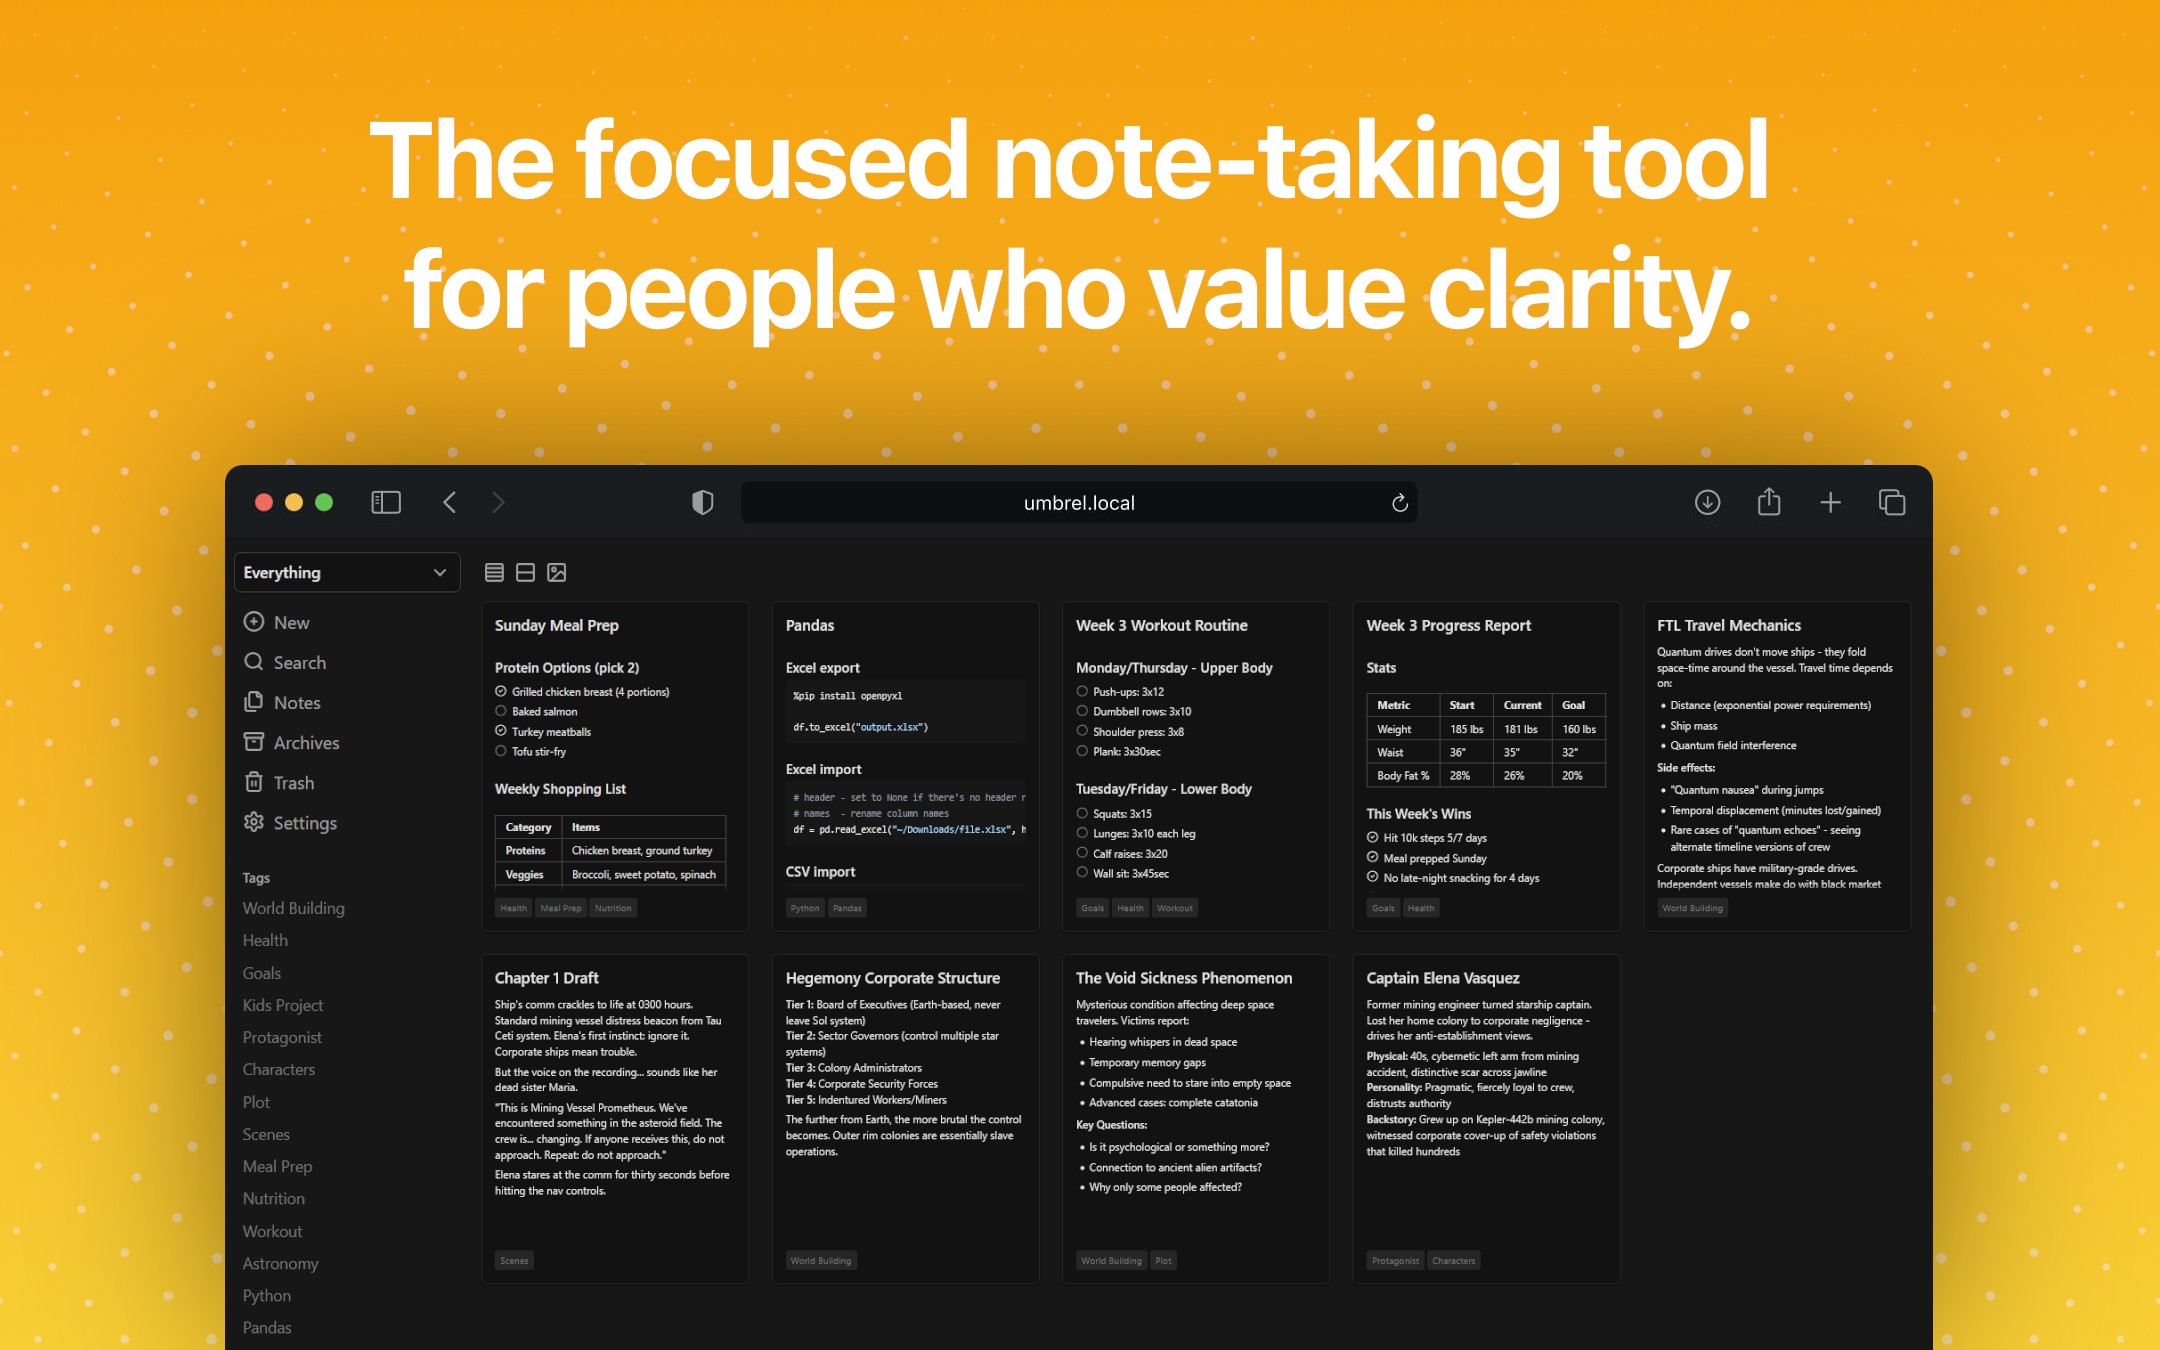 The focused note-taking tool
for people who value clarity.
umbrel.local
Everything
New
Search
Notes
Archives
Trash
Settings
Tags
World Building
Health
Goals
Kids Project
Protagonist
Characters
Plot
Scenes
Meal Prep
Nutrition
Workout
Astronomy
Python
Pandas
Sunday Meal Prep
Protein Options (pick 2)
Grilled chicken breast (4 portions)
Baked salmon
Turkey meatballs
Tofu stir-fry
Weekly Shopping List
Category Items
Proteins Chicken breast, ground turkey
Veggies Broccoli, sweet potato, spinach
Health Meal Prep Nutrition
Pandas
Excel export
%pip install openpyxl
df.to_excel("output.xlsx")
Excel import
# header - set to None if there's no header r
# names - rename column names
df = pd.read_excel("~/Downloads/file.xlsx", h
CSV import
Python Pandas
Week 3 Workout Routine
Monday/Thursday - Upper Body
Push-ups: 3x12
Dumbbell rows: 3x10
Shoulder press: 3x8
Plank: 3x30sec
Tuesday/Friday - Lower Body
Squats: 3x15
Lunges: 3x10 each leg
Calf raises: 3x20
Wall sit: 3x45sec
Goals Health Workout
Week 3 Progress Report
Stats
Metric Start Current Goal
Weight 185 lbs 181 lbs 160 lbs
Waist 36" 35" 32"
Body Fat % 28% 26% 20%
This Week's Wins
Hit 10k steps 5/7 days
Meal prepped Sunday
No late-night snacking for 4 days
Goals Health
FTL Travel Mechanics
Quantum drives don't move ships - they fold
space-time around the vessel. Travel time depends
on:
• Distance (exponential power requirements)
• Ship mass
• Quantum field interference
Side effects:
• "Quantum nausea" during jumps
• Temporal displacement (minutes lost/gained)
• Rare cases of "quantum echoes" - seeing
alternate timeline versions of crew
Corporate ships have military-grade drives.
Independent vessels make do with black market
World Building
Chapter 1 Draft
Ship's comm crackles to life at 0300 hours.
Standard mining vessel distress beacon from Tau
Ceti system. Elena's first instinct: ignore it.
Corporate ships mean trouble.
But the voice on the recording... sounds like her
dead sister Maria.
"This is Mining Vessel Prometheus. We've
encountered something in the asteroid field. The
crew is... changing. If anyone receives this, do not
approach. Repeat: do not approach."
Elena stares at the comm for thirty seconds before
hitting the nav controls.
Scenes
Hegemony Corporate Structure
Tier 1: Board of Executives (Earth-based, never
leave Sol system)
Tier 2: Sector Governors (control multiple star
systems)
Tier 3: Colony Administrators
Tier 4: Corporate Security Forces
Tier 5: Indentured Workers/Miners
The further from Earth, the more brutal the control
becomes. Outer rim colonies are essentially slave
operations.
World Building
The Void Sickness Phenomenon
Mysterious condition affecting deep space
travelers. Victims report:
• Hearing whispers in dead space
• Temporary memory gaps
• Compulsive need to stare into empty space
• Advanced cases: complete catatonia
Key Questions:
• Is it psychological or something more?
• Connection to ancient alien artifacts?
• Why only some people affected?
World Building Plot
Captain Elena Vasquez
Former mining engineer turned starship captain.
Lost her home colony to corporate negligence -
drives her anti-establishment views.
Physical: 40s, cybernetic left arm from mining
accident, distinctive scar across jawline
Personality: Pragmatic, fiercely loyal to crew,
distrusts authority
Backstory: Grew up on Kepler-442b mining colony,
witnessed corporate cover-up of safety violations
that killed hundreds
Protagonist Characters